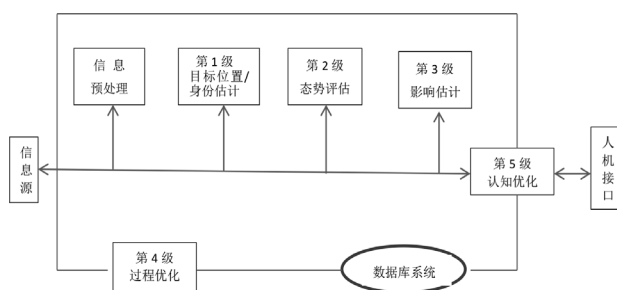 信 息
预处理
第 1 级
目标位置/
身份估计
第 2 级
态势评估
第 3 级
影响估计
信
息
源
第 5 级
认知优化
人
机
接
口
第 4 级
过程优化
数据库系统